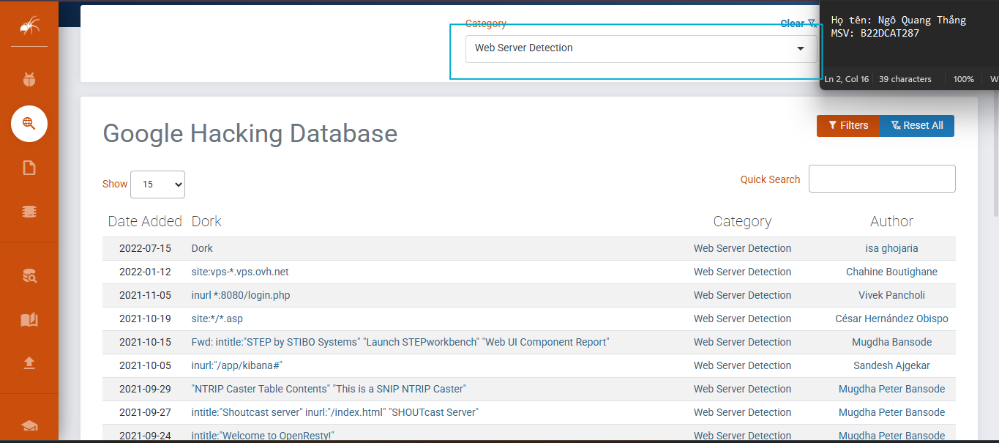 Category
Clear
Web Server Detection
Họ tên: Ngô Quang Thắng
MSV: B22DCAT287
Ln 2, Col 16 39 characters 100% W
Google Hacking Database
Filters Reset All
Show 15
Quick Search
Date Added Dork Category Author
2022-07-15 Dork Web Server Detection isa ghojaria
2022-01-12 site:vps-*.vps.ovh.net Web Server Detection Chahine Boutighane
2021-11-05 inurl *:8080/login.php Web Server Detection Vivek Pancholi
2021-10-19 site:*/*.asp Web Server Detection César Hernández Obispo
2021-10-15 Fwd: intitle:"STEP by STIBO Systems" "Launch STEPworkbench" "Web UI Component Report" Web Server Detection Mugdha Bansode
2021-10-05 inurl:"/app/kibana#" Web Server Detection Sandesh Ajgekar
2021-09-29 "NTRIP Caster Table Contents" "This is a SNIP NTRIP Caster" Web Server Detection Mugdha Peter Bansode
2021-09-27 intitle:"Shoutcast server" inurl:"/index.html" "SHOUTcast Server" Web Server Detection Mugdha Peter Bansode
2021-09-24 intitle:"Welcome to OpenResty!" Web Server Detection Mugdha Peter Bansode